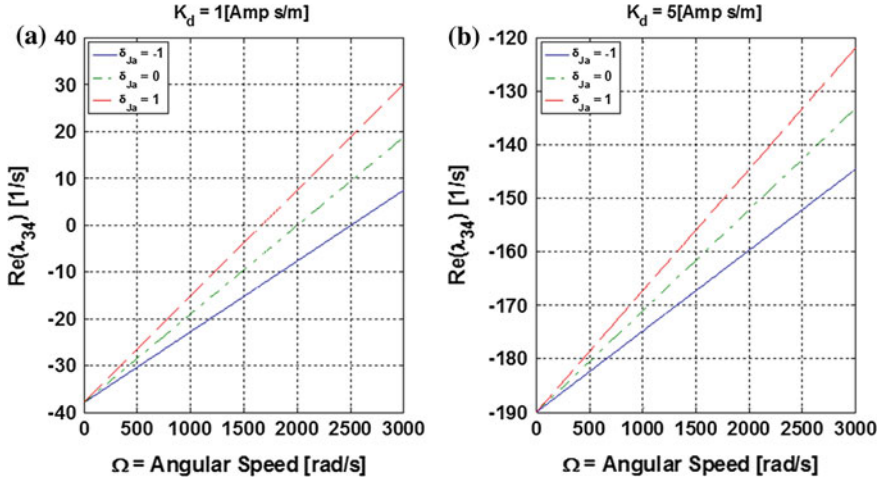 K_d = 1[Amp s/m]
(a)
δ_Ja = -1
δ_Ja = 0
δ_Ja = 1
40
30
20
10
0
-10
-20
-30
-40
Re(λ_34) [1/s]
0 500 1000 1500 2000 2500 3000
Ω = Angular Speed [rad/s]
K_d = 5[Amp s/m]
(b)
δ_Ja = -1
δ_Ja = 0
δ_Ja = 1
-120
-130
-140
-150
-160
-170
-180
-190
Re(λ_34) [1/s]
0 500 1000 1500 2000 2500 3000
Ω = Angular Speed [rad/s]